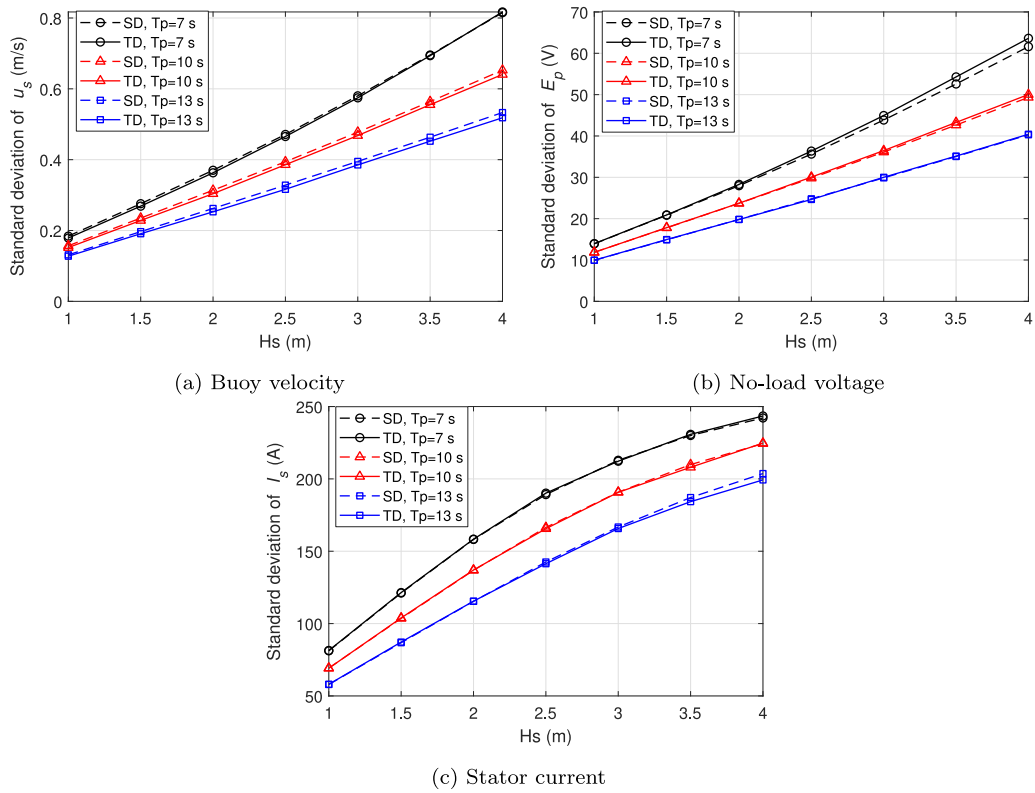 Standard deviation of u_s (m/s)
0.8
0.6
0.4
0.2
0
SD, Tp=7 s
TD, Tp=7 s
SD, Tp=10 s
TD, Tp=10 s
SD, Tp=13 s
TD, Tp=13 s
1 1.5 2 2.5 3 3.5 4
Hs (m)
(a) Buoy velocity
Standard deviation of E_p (V)
70
60
50
40
30
20
10
0
SD, Tp=7 s
TD, Tp=7 s
SD, Tp=10 s
TD, Tp=10 s
SD, Tp=13 s
TD, Tp=13 s
1 1.5 2 2.5 3 3.5 4
Hs (m)
(b) No-load voltage
Standard deviation of I_s (A)
250
200
150
100
50
SD, Tp=7 s
TD, Tp=7 s
SD, Tp=10 s
TD, Tp=10 s
SD, Tp=13 s
TD, Tp=13 s
1 1.5 2 2.5 3 3.5 4
Hs (m)
(c) Stator current